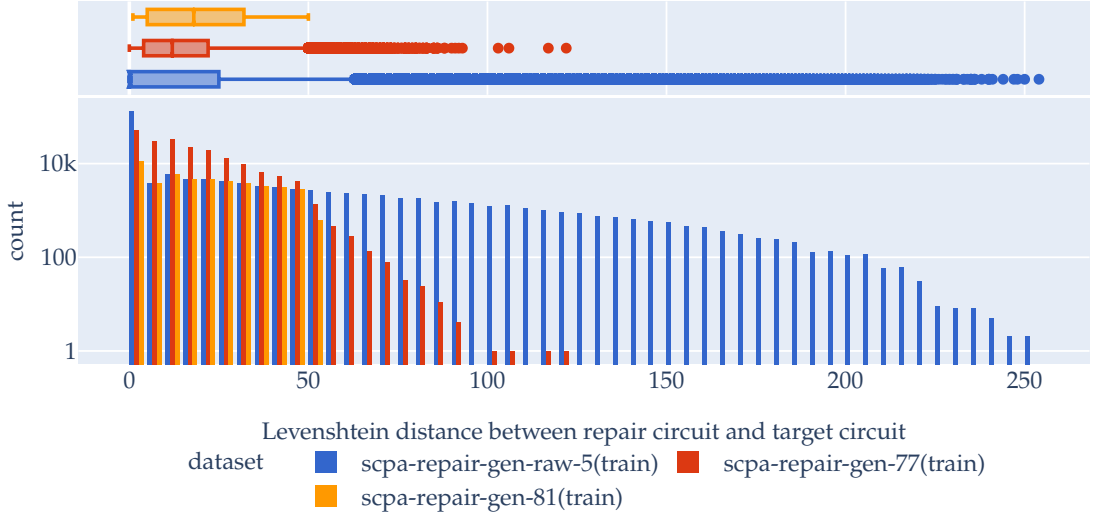 10k
100
1
count
0 50 100 150 200 250
Levenshtein distance between repair circuit and target circuit
dataset scpa-repair-gen-raw-5(train) scpa-repair-gen-77(train)
scpa-repair-gen-81(train)